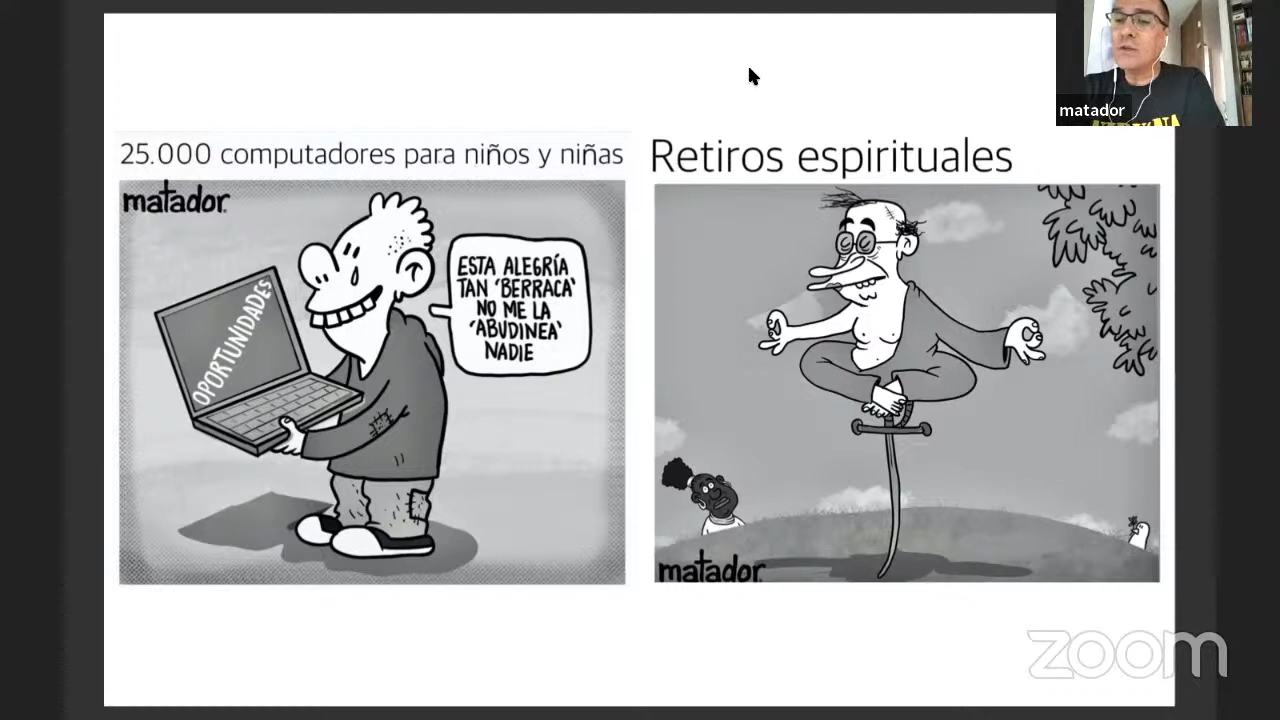 matador
25.000 computadores para niños y niñas
matador
OPORTUNIDADES
ESTA ALEGRÍA
TAN 'BERRACA'
NO ME LA
'ABUDINEA'
NADIE
Retiros espirituales
matador
zoom